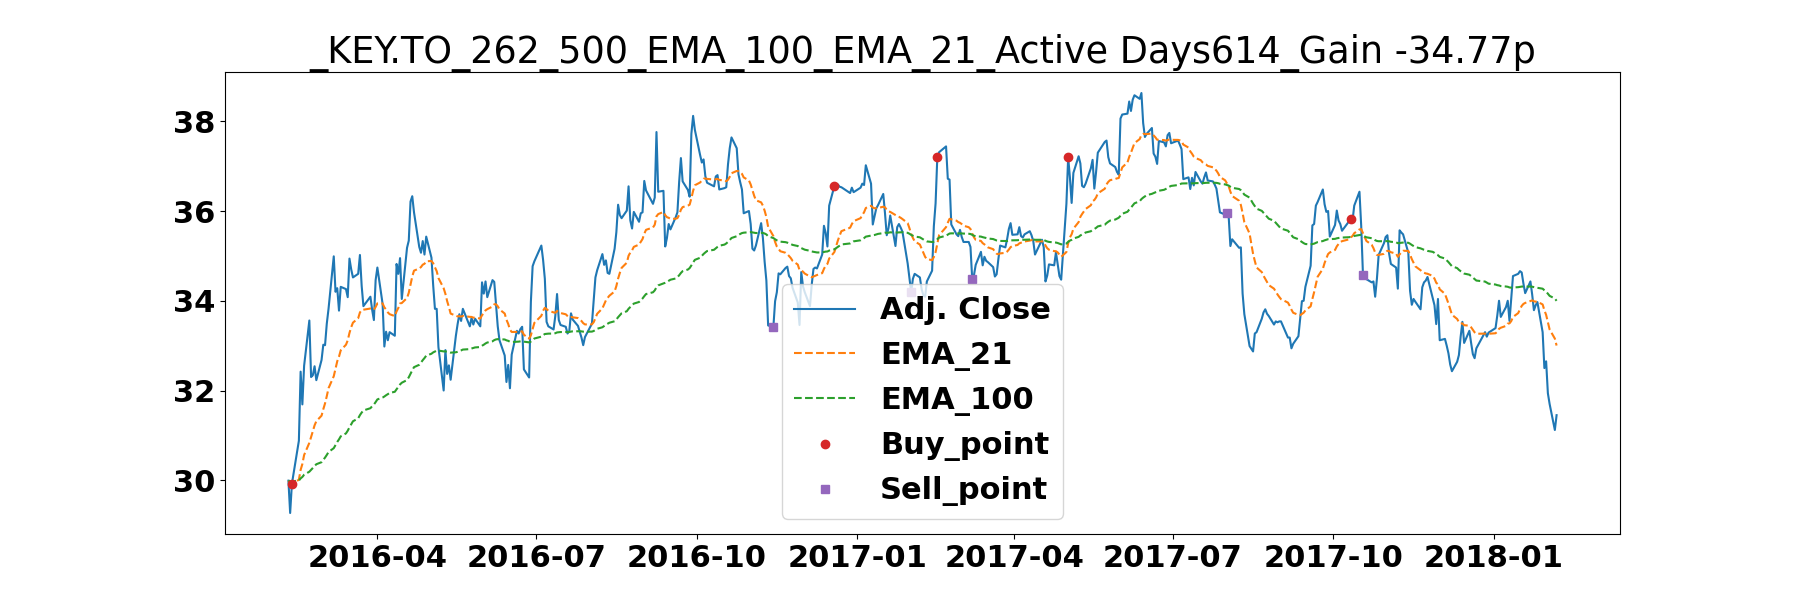 _KEY.TO_262_500_EMA_100_EMA_21_Active Days614_Gain -34.77p
38
36
34
32
30
Adj. Close
EMA_21
EMA_100
Buy_point
Sell_point
2016-04 2016-07 2016-10 2017-01 2017-04 2017-07 2017-10 2018-01